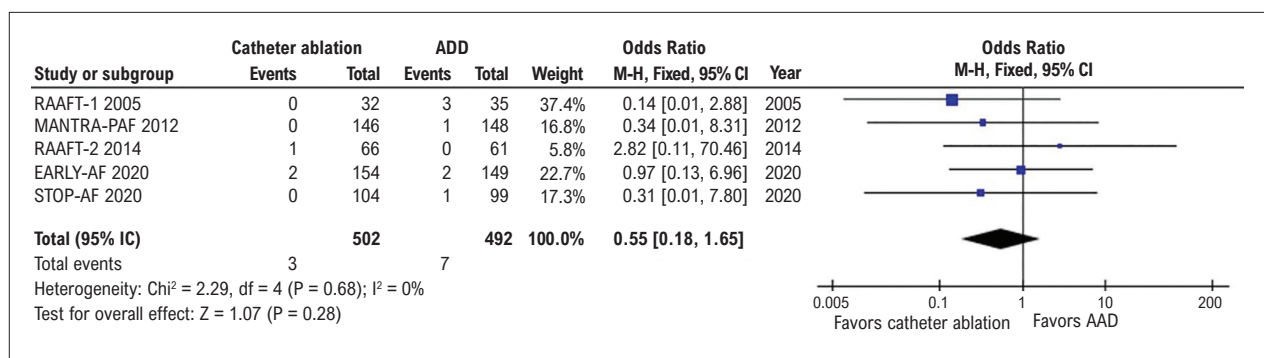 Catheter ablation ADD Odds Ratio Odds Ratio
Study or subgroup Events Total Events Total Weight M-H, Fixed, 95% CI Year M-H, Fixed, 95% CI
RAAFT-1 2005 0 32 3 35 37.4% 0.14 [0.01, 2.88] 2005
MANTRA-PAF 2012 0 146 1 148 16.8% 0.34 [0.01, 8.31] 2012
RAAFT-2 2014 1 66 0 61 5.8% 2.82 [0.11, 70.46] 2014
EARLY-AF 2020 2 154 2 149 22.7% 0.97 [0.13, 6.96] 2020
STOP-AF 2020 0 104 1 99 17.3% 0.31 [0.01, 7.80] 2020
Total (95% IC) 502 492 100.0% 0.55 [0.18, 1.65]
Total events 3 7
Heterogeneity: Chi² = 2.29, df = 4 (P = 0.68); I² = 0%
Test for overall effect: Z = 1.07 (P = 0.28)
0.005 0.1 1 10 200
Favors catheter ablation Favors AAD